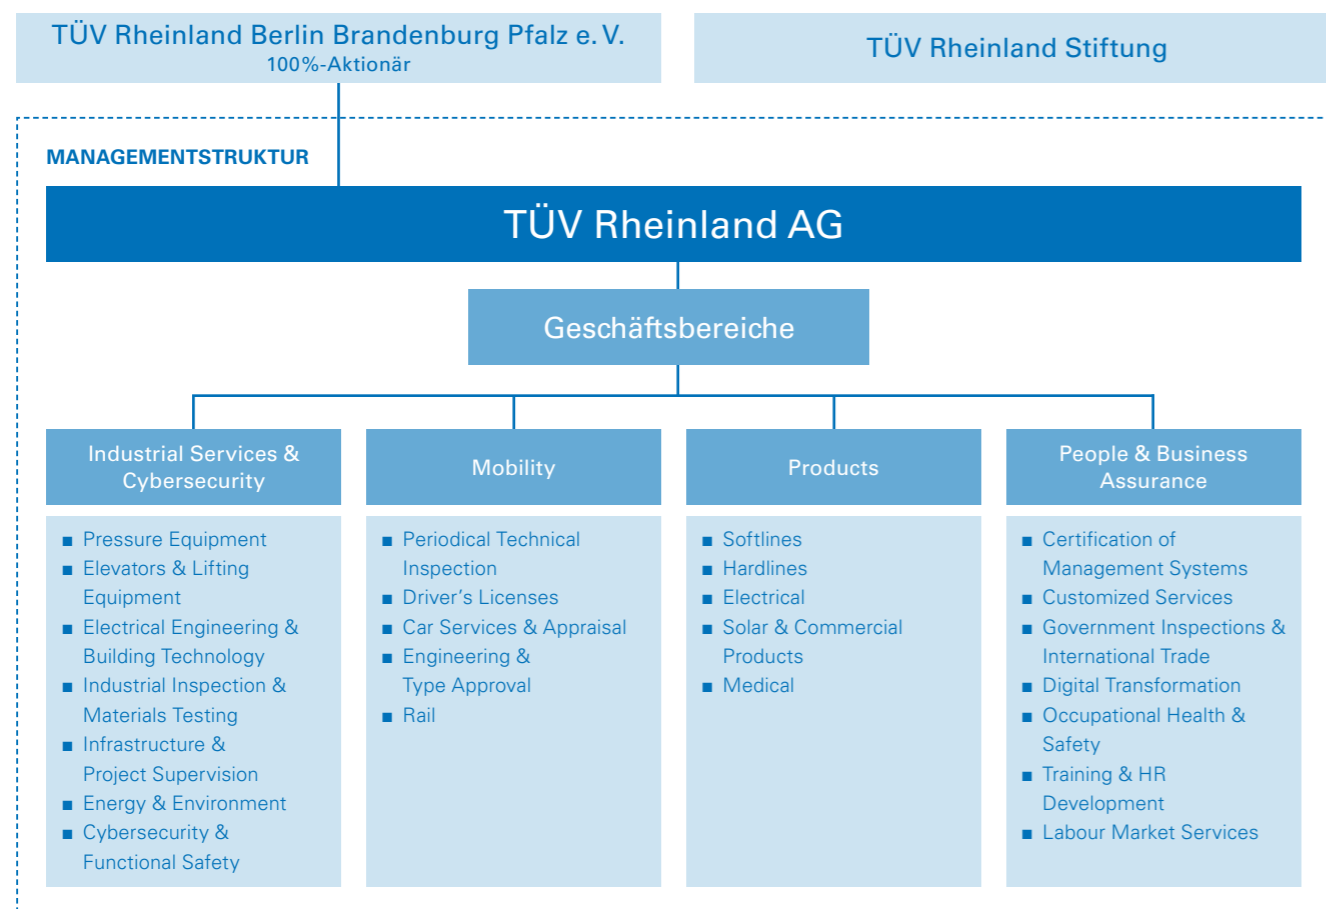 TÜV Rheinland Berlin Brandenburg Pfalz e. V.
100 %-Aktionär
TÜV Rheinland Stiftung
MANAGEMENTSTRUKTUR
TÜV Rheinland AG
Geschäftsbereiche
Industrial Services &
Cybersecurity
■ Pressure Equipment
■ Elevators & Lifting
Equipment
■ Electrical Engineering &
Building Technology
■ Industrial Inspection &
Materials Testing
■ Infrastructure &
Project Supervision
■ Energy & Environment
■ Cybersecurity &
Functional Safety
Mobility
■ Periodical Technical
Inspection
■ Driver’s Licenses
■ Car Services & Appraisal
■ Engineering &
Type Approval
■ Rail
Products
■ Softlines
■ Hardlines
■ Electrical
■ Solar & Commercial
Products
■ Medical
People & Business
Assurance
■ Certification of
Management Systems
■ Customized Services
■ Government Inspections &
International Trade
■ Digital Transformation
■ Occupational Health &
Safety
■ Training & HR
Development
■ Labour Market Services